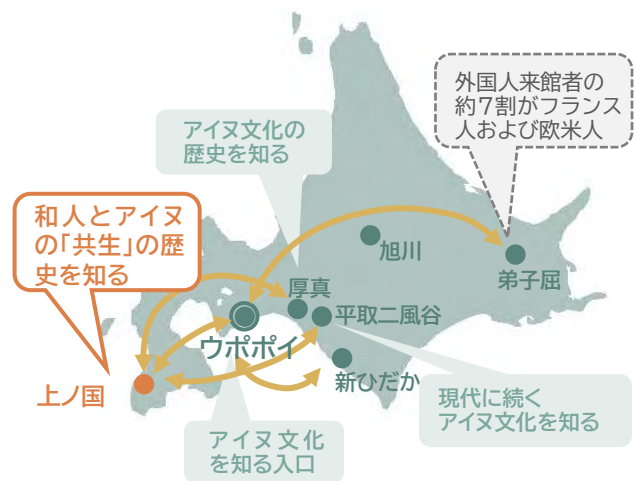 外国人来館者の
約7割がフランス
人および欧米人
アイヌ文化の
歴史を知る
和人とアイヌ
の「共生」の歴
史を知る
旭川
弟子屈
厚真
平取二風谷
ウポポイ
新ひだか
上ノ国
現代に続く
アイヌ文化を知る
アイヌ文化
を知る入口